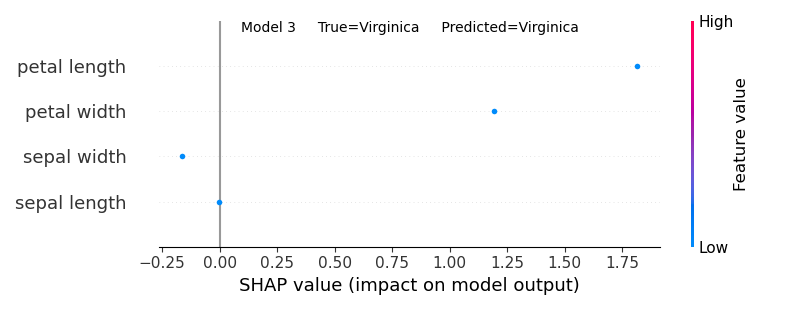 Model 3 True=Virginica Predicted=Virginica
High
petal length
petal width
sepal width
sepal length
Feature value
Low
−0.25 0.00 0.25 0.50 0.75 1.00 1.25 1.50 1.75
SHAP value (impact on model output)